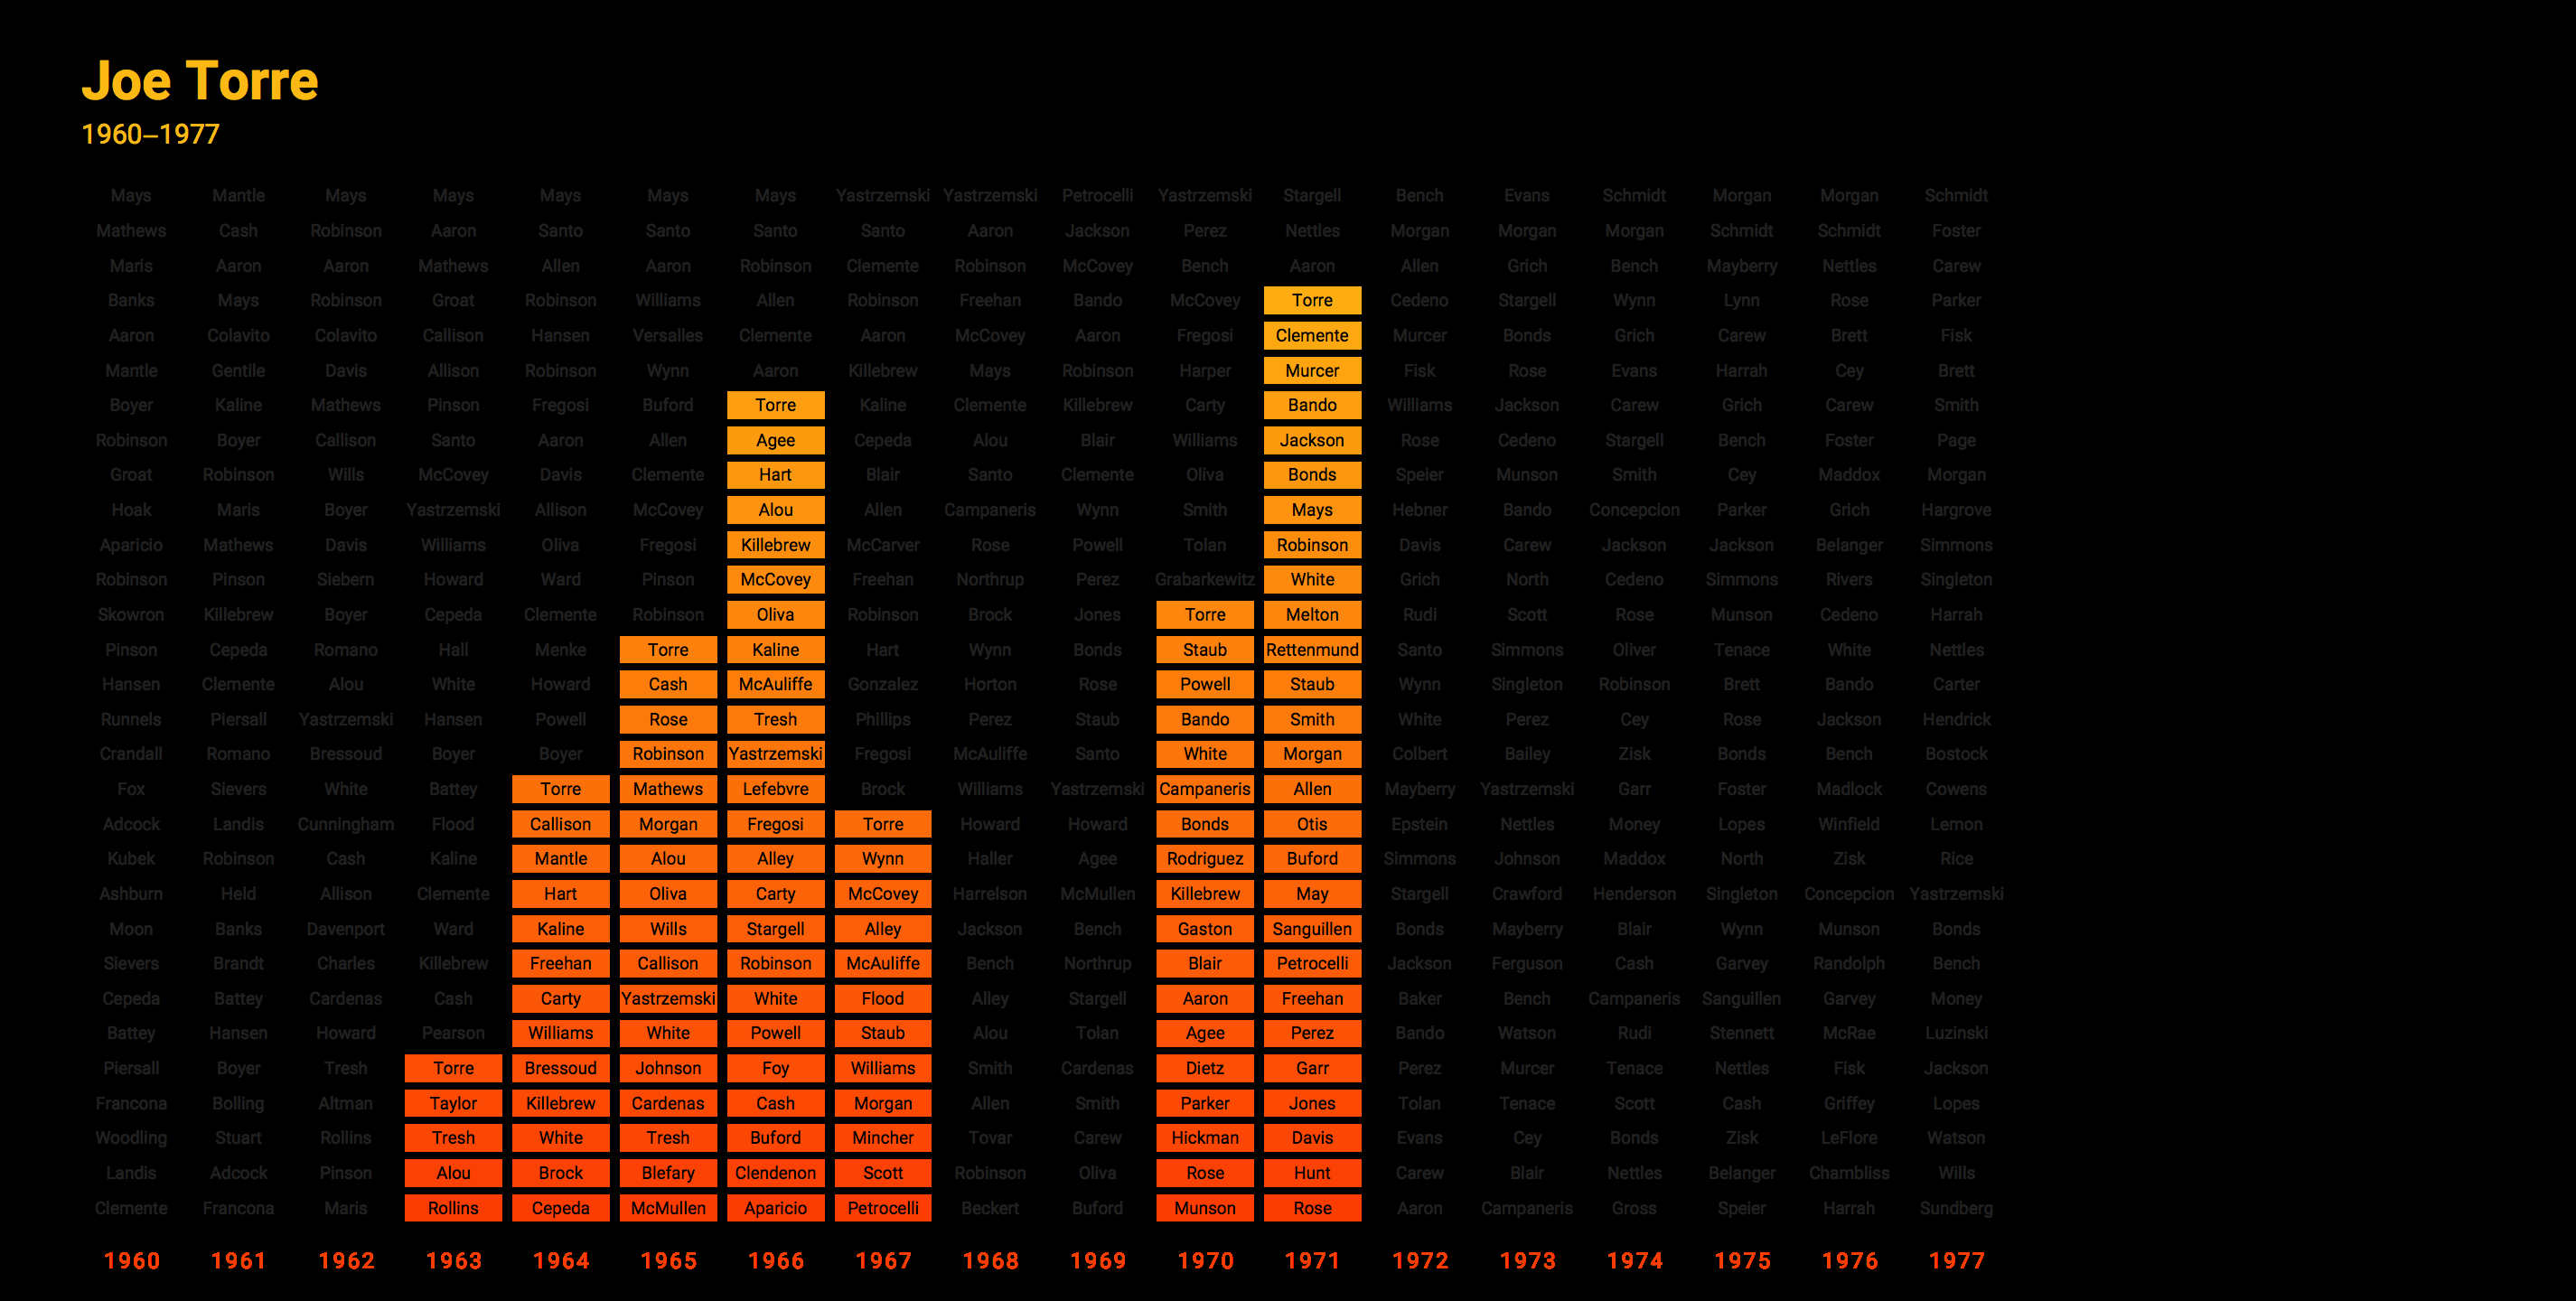 Joe Torre
1960–1977
Mays Mantle Mays Mays Mays Mays Mays Yastrzemski Yastrzemski Petrocelli Yastrzemski Stargell Bench Evans Schmidt Morgan Morgan Schmidt
Mathews Cash Robinson Aaron Santo Santo Santo Santo Aaron Jackson Perez Nettles Morgan Morgan Morgan Schmidt Schmidt Foster
Maris Aaron Aaron Mathews Allen Aaron Robinson Clemente Robinson McCovey Bench Aaron Allen Grich Bench Mayberry Nettles Carew
Banks Mays Robinson Groat Robinson Williams Allen Robinson Freehan Bando McCovey Torre Cedeno Stargell Wynn Lynn Rose Parker
Aaron Colavito Colavito Callison Hansen Versalles Clemente Aaron McCovey Aaron Fregosi Clemente Murcer Bonds Grich Carew Brett Fisk
Mantle Gentile Davis Allison Robinson Wynn Aaron Killebrew Mays Robinson Harper Murcer Fisk Rose Evans Harrah Cey Brett
Boyer Kaline Mathews Pinson Fregosi Buford Torre Kaline Clemente Killebrew Carty Bando Williams Jackson Carew Grich Carew Smith
Robinson Boyer Callison Santo Aaron Allen Agee Cepeda Alou Blair Williams Jackson Rose Cedeno Stargell Bench Foster Page
Groat Robinson Wills McCovey Davis Clemente Hart Blair Santo Clemente Oliva Bonds Speier Munson Smith Cey Maddox Morgan
Hoak Maris Boyer Yastrzemski Allison McCovey Alou Allen Campaneris Wynn Smith Mays Hebner Bando Concepcion Parker Grich Hargrove
Aparicio Mathews Davis Williams Oliva Fregosi Killebrew McCarver Rose Powell Tolan Robinson Davis Carew Jackson Jackson Belanger Simmons
Robinson Pinson Siebern Howard Ward Pinson McCovey Freehan Northrup Perez Grabarkewitz White Grich North Cedeno Simmons Rivers Singleton
Skowron Killebrew Boyer Cepeda Clemente Robinson Oliva Robinson Brock Jones Torre Melton Rudi Scott Rose Munson Cedeno Harrah
Pinson Cepeda Romano Hall Menke Torre Kaline Hart Wynn Bonds Staub Rettenmund Santo Simmons Oliver Tenace White Nettles
Hansen Clemente Alou White Howard Cash McAuliffe Gonzalez Horton Rose Powell Staub Wynn Singleton Robinson Brett Bando Carter
Runnels Piersall Yastrzemski Hansen Powell Rose Tresh Phillips Perez Staub Bando Smith White Perez Cey Rose Jackson Hendrick
Crandall Romano Bressoud Boyer Boyer Robinson Yastrzemski Fregosi McAuliffe Santo White Morgan Colbert Bailey Zisk Bonds Bench Bostock
Fox Sievers White Battey Torre Mathews Lefebvre Brock Williams Yastrzemski Campaneris Allen Mayberry Yastrzemski Garr Foster Madlock Cowens
Adcock Landis Cunningham Flood Callison Morgan Fregosi Torre Howard Howard Bonds Otis Epstein Nettles Money Lopes Winfield Lemon
Kubek Robinson Cash Kaline Mantle Alou Alley Wynn Haller Agee Rodriguez Buford Simmons Johnson Maddox North Zisk Rice
Ashburn Held Allison Clemente Hart Oliva Carty McCovey Harrelson McMullen Killebrew May Stargell Crawford Henderson Singleton Concepcion Yastrzemski
Moon Banks Davenport Ward Kaline Wills Stargell Alley Jackson Bench Gaston Sanguillen Bonds Mayberry Blair Wynn Munson Bonds
Sievers Brandt Charles Killebrew Freehan Callison Robinson McAuliffe Bench Northrup Blair Petrocelli Jackson Ferguson Cash Garvey Randolph Bench
Cepeda Battey Cardenas Cash Carty Yastrzemski White Flood Alley Stargell Aaron Freehan Baker Bench Campaneris Sanguillen Garvey Money
Battey Hansen Howard Pearson Williams White Powell Staub Alou Tolan Agee Perez Bando Watson Rudi Stennett McRae Luzinski
Piersall Boyer Tresh Torre Bressoud Johnson Foy Williams Smith Cardenas Dietz Garr Perez Murcer Tenace Nettles Fisk Jackson
Francona Bolling Altman Taylor Killebrew Cardenas Cash Morgan Allen Smith Parker Jones Tolan Tenace Scott Cash Griffey Lopes
Woodling Stuart Rollins Tresh White Tresh Buford Mincher Tovar Carew Hickman Davis Evans Cey Bonds Zisk LeFlore Watson
Landis Adcock Pinson Alou Brock Blefary Clendenon Scott Robinson Oliva Rose Hunt Carew Blair Nettles Belanger Chambliss Wills
Clemente Francona Maris Rollins Cepeda McMullen Aparicio Petrocelli Beckert Buford Munson Rose Aaron Campaneris Gross Speier Harrah Sundberg
1960 1961 1962 1963 1964 1965 1966 1967 1968 1969 1970 1971 1972 1973 1974 1975 1976 1977